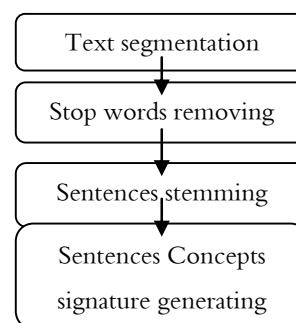 Text segmentation
Stop words removing
Sentences stemming
Sentences Concepts
signature generating